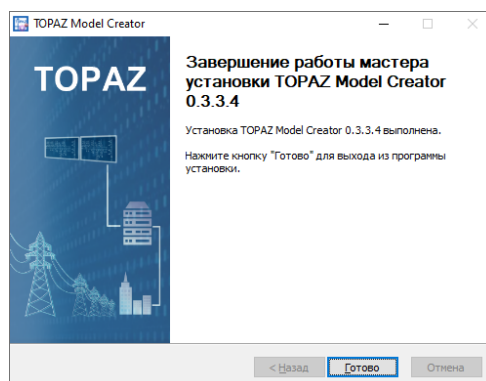 TOPAZ Model Creator
TOPAZ
Завершение работы мастера
установки TOPAZ Model Creator
0.3.3.4
Установка TOPAZ Model Creator 0.3.3.4 выполнена.
Нажмите кнопку "Готово" для выхода из программы
установки.
< Назад
Готово
Отмена